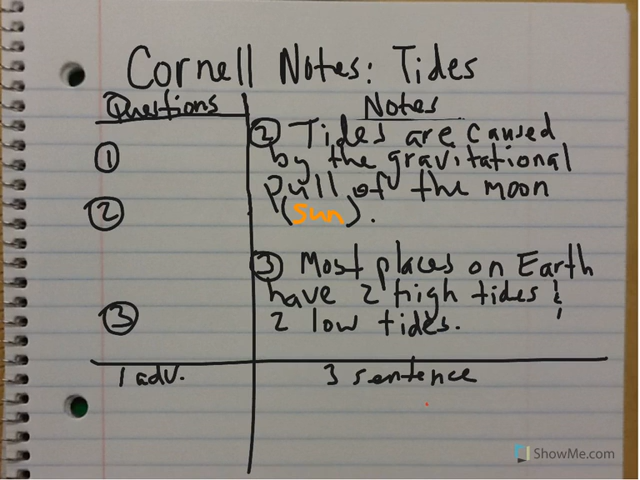 Cornell Notes: Tides
Questions
①
②
③
Notes
② Tides are caused
by the gravitational
pull of the moon
(sun).
③ Most places on Earth
have 2 high tides &
2 low tides.
1 adv.
3 sentence
ShowMe.com